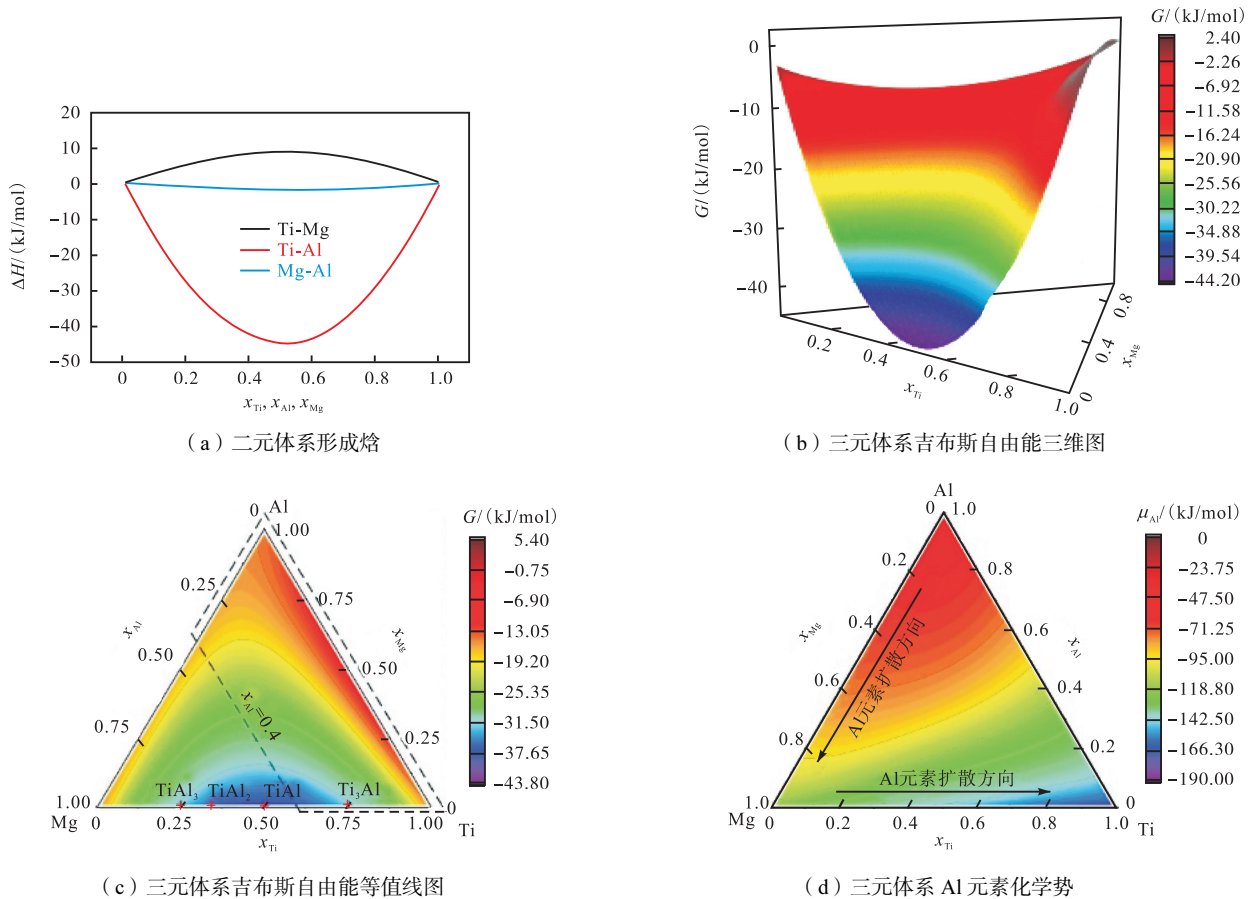 20
10
0
−10
−20
−30
−40
−50
ΔH/(kJ/mol)
Ti-Mg
Ti-Al
Mg-Al
0 0.2 0.4 0.6 0.8 1.0
xTi, xAl, xMg
(a)二元体系形成焓
0
−10
−20
−30
−40
G/(kJ/mol)
0.2 0.4 0.6 0.8 1.0
xTi
0 0.4 0.8
xMg
G/(kJ/mol)
2.40
−2.26
−6.92
−11.58
−16.24
−20.90
−25.56
−30.22
−34.88
−39.54
−44.20
(b)三元体系吉布斯自由能三维图
Al
0 1.00
0.25 0.75
xAl xMg
0.50 0.50
xAl=0.4
0.75 0.25
TiAl3 TiAl2 TiAl Ti3Al
1.00 0
Mg 0 0.25 0.50 0.75 1.00 Ti
xTi
G/(kJ/mol)
5.40
−0.75
−6.90
−13.05
−19.20
−25.35
−31.50
−37.65
−43.80
(c)三元体系吉布斯自由能等值线图
Al
0 1.0
0.2 0.8
0.4 0.6
xMg xAl
0.6 0.4
Al元素扩散方向
0.8 0.2
Al元素扩散方向
1.0 0
Mg 0 0.2 0.4 0.6 0.8 1.0 Ti
xTi
μAl/(kJ/mol)
0
−23.75
−47.50
−71.25
−95.00
−118.80
−142.50
−166.30
−190.00
(d)三元体系 Al 元素化学势